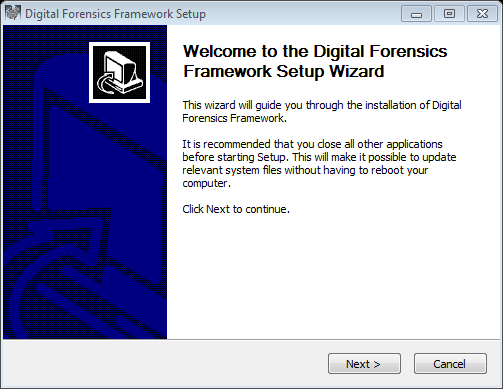 Digital Forensics Framework Setup
Welcome to the Digital Forensics
Framework Setup Wizard
This wizard will guide you through the installation of Digital
Forensics Framework.
It is recommended that you close all other applications
before starting Setup. This will make it possible to update
relevant system files without having to reboot your
computer.
Click Next to continue.
Next >
Cancel